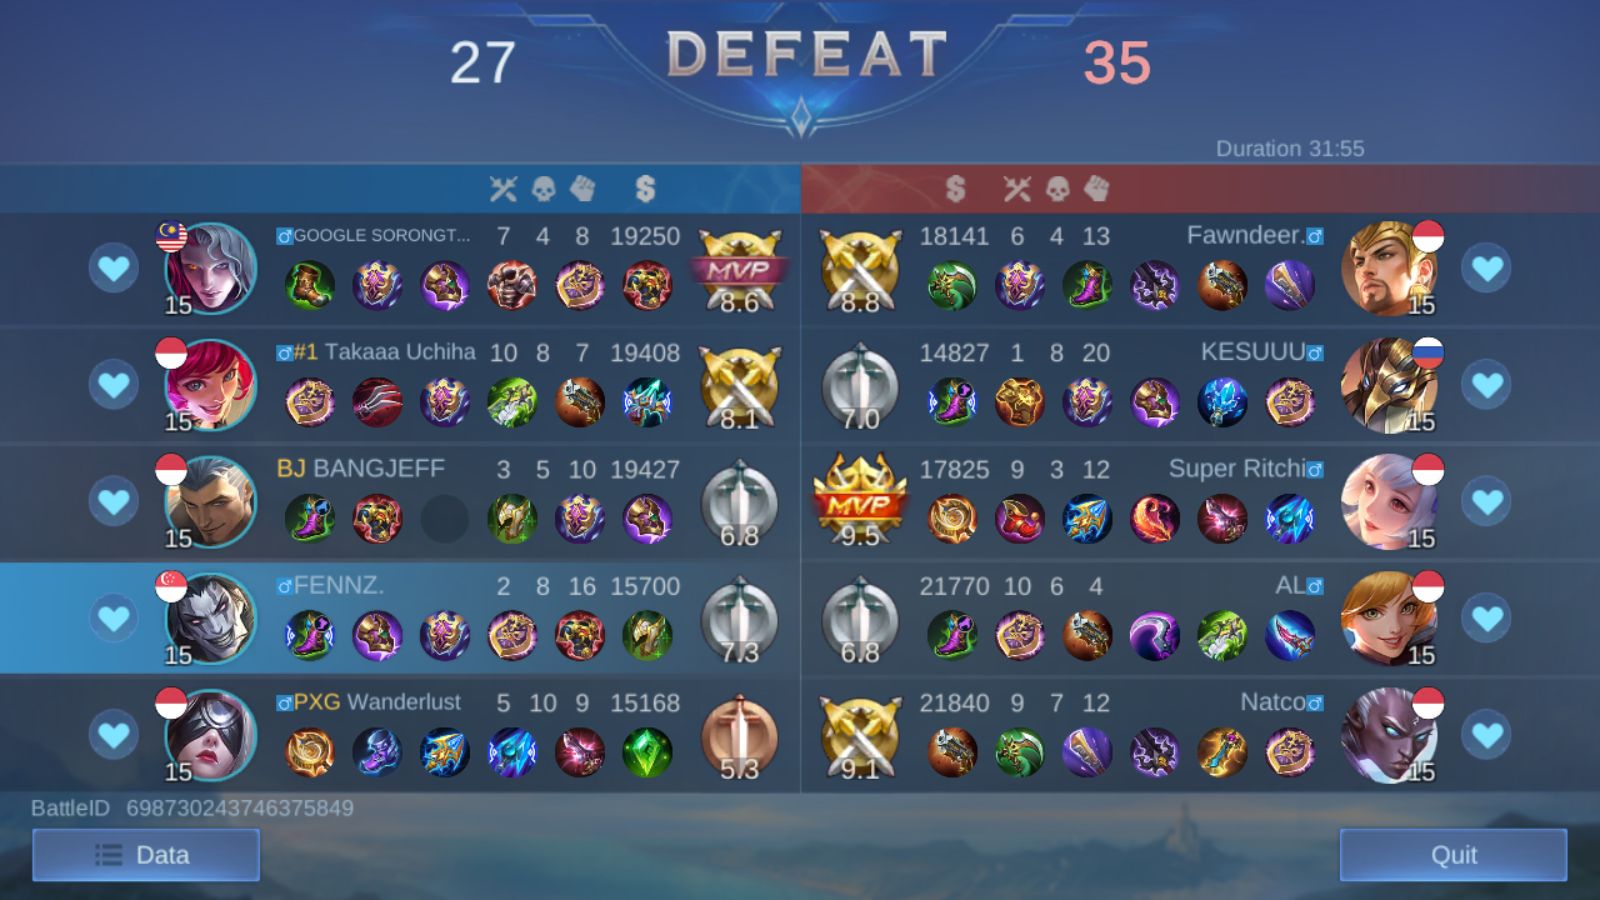 27 DEFEAT 35
Duration 31:55
GOOGLE SORONGT... 7 4 8 19250 MVP 8.6 15
8.8 18141 6 4 13 Fawndeer. 15
#1 Takaaa Uchiha 10 8 7 19408 8.1 15
7.0 14827 1 8 20 KESUUU 15
BJ BANGJEFF 3 5 10 19427 6.8 15
MVP 9.5 17825 9 3 12 Super Ritchi 15
FENNZ. 2 8 16 15700 7.3 15
6.8 21770 10 6 4 AL 15
PXG Wanderlust 5 10 9 15168 5.3 15
9.1 21840 9 7 12 Natco 15
BattleID 698730243746375849
Data
Quit